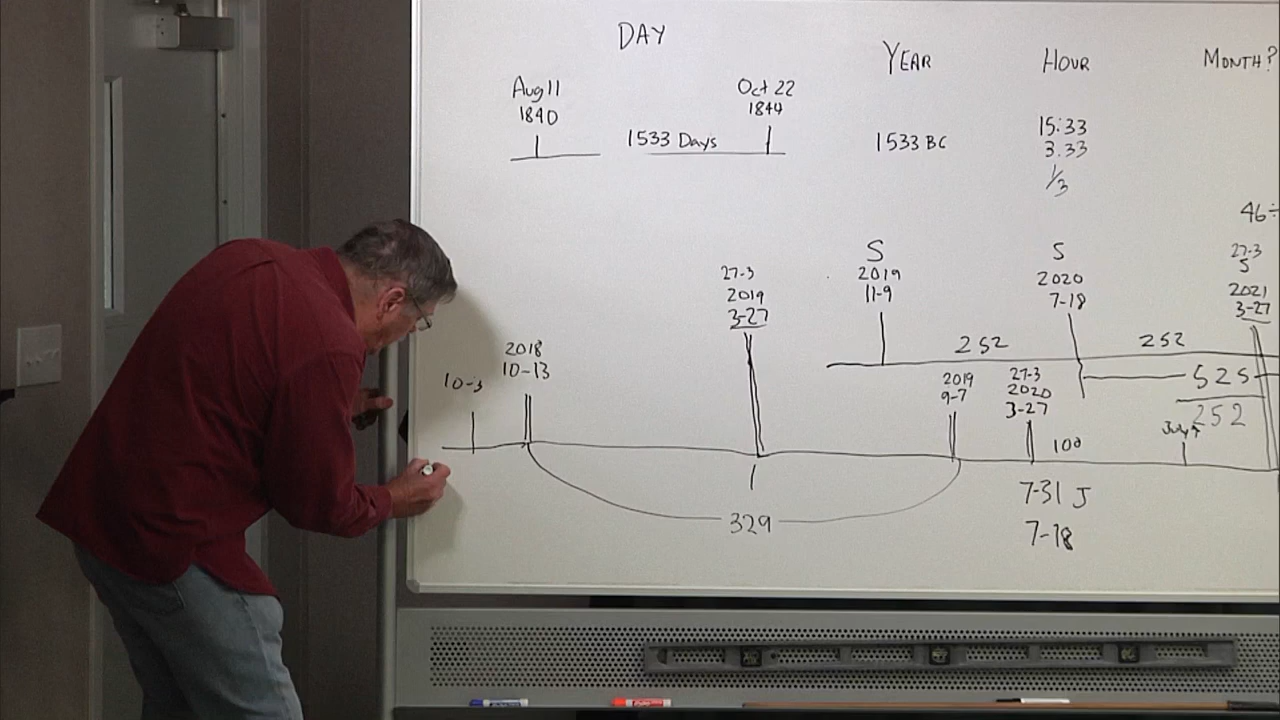 DAY
YEAR
HOUR
MONTH?
Aug 11
1840
1533 Days
Oct 22
1844
1533 BC
15:33
3.33
1/3
46÷
27-3
2019
3-27
S
2019
11-9
S
2020
7-18
27-3
S
2021
3-27
252
252
525
252
10-3
2018
10-13
2019
9-7
27-3
2020
3-27
100
329
7-31 J
7-18